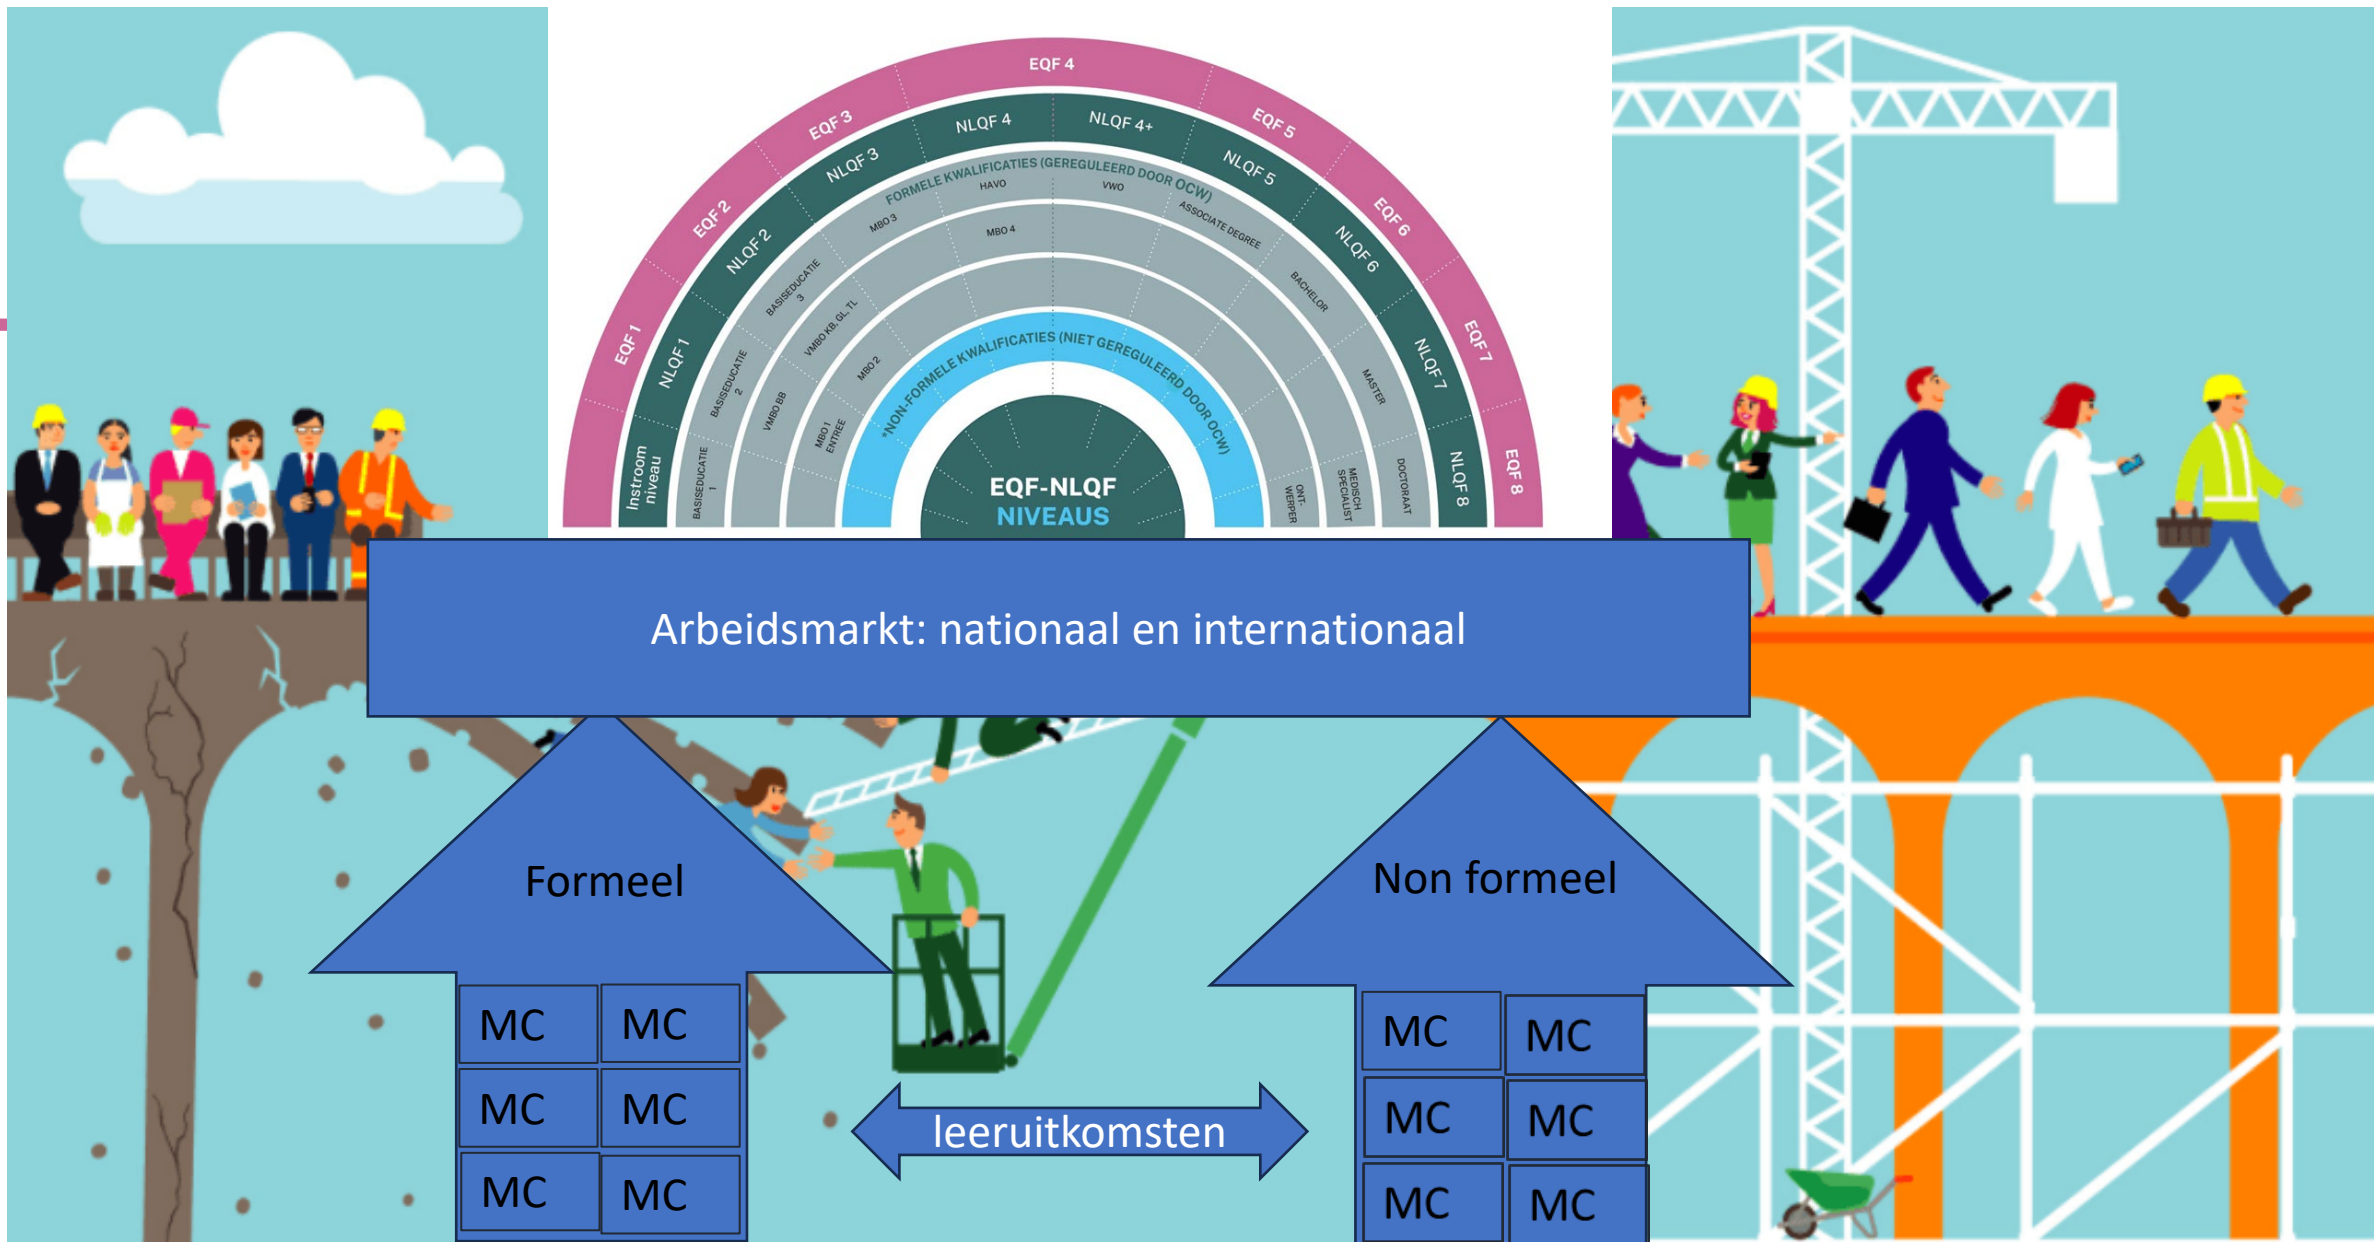 EQF 1
EQF 2
EQF 3
EQF 4
EQF 5
EQF 6
EQF 7
EQF 8
Instroom
niveau
NLQF 1
NLQF 2
NLQF 3
NLQF 4
NLQF 4+
NLQF 5
NLQF 6
NLQF 7
NLQF 8
FORMELE KWALIFICATIES (GEREGULEERD DOOR OCW)
BASISEDUCATIE
1
BASISEDUCATIE
2
BASISEDUCATIE
3
MBO 3
HAVO
VWO
ASSOCIATE DEGREE
BACHELOR
MASTER
DOCTORAAT
VMBO BB
VMBO KB, GL, TL
MBO 4
MEDISCH
SPECIALIST
MBO 1
ENTREE
MBO 2
ONT-
WERPER
*NON-FORMELE KWALIFICATIES (NIET GEREGULEERD DOOR OCW)
EQF-NLQF
NIVEAUS
Arbeidsmarkt: nationaal en internationaal
Formeel
Non formeel
MC MC
MC MC
MC MC
leeruitkomsten
MC MC
MC MC
MC MC